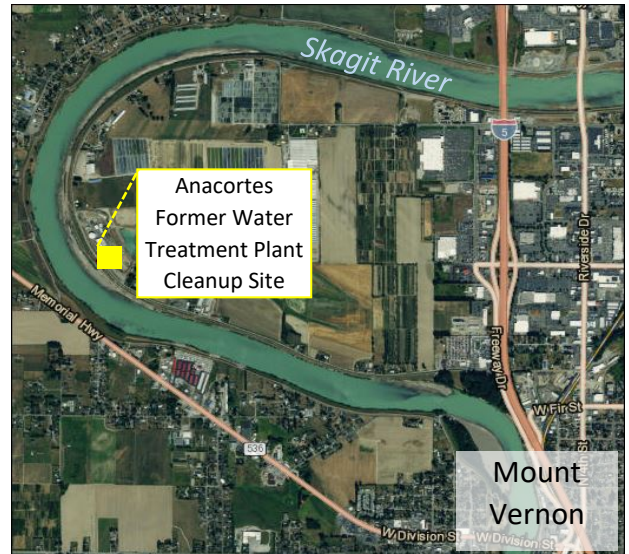 Skagit River
5
Anacortes
Former Water
Treatment Plant
Cleanup Site
Riverside Dr
Memorial Hwy
Freeway Dr
W Fir St
536
Mount
Vernon
W Division St
W Division St